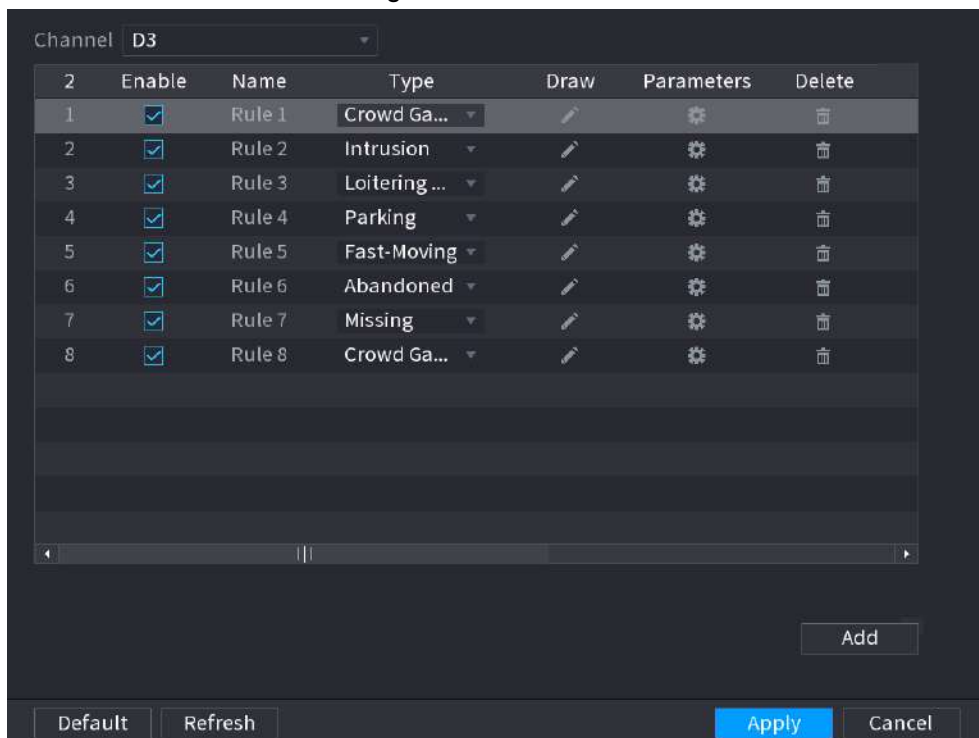 Channel D3
2 Enable Name Type Draw Parameters Delete
1 Rule 1 Crowd Ga...
2 Rule 2 Intrusion
3 Rule 3 Loitering ...
4 Rule 4 Parking
5 Rule 5 Fast-Moving
6 Rule 6 Abandoned
7 Rule 7 Missing
8 Rule 8 Crowd Ga...
Add
Default Refresh Apply Cancel